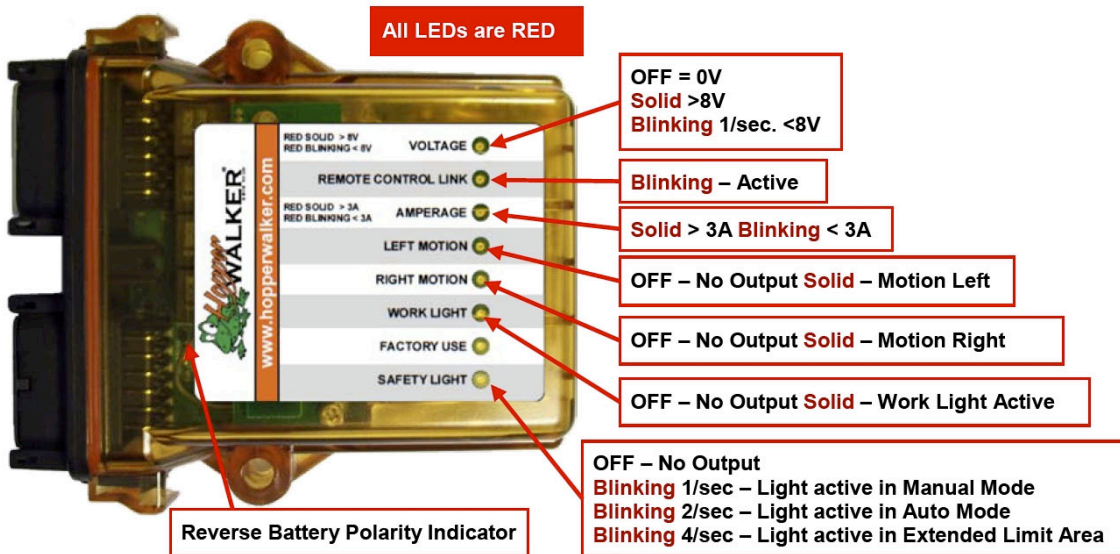 All LEDs are RED
OFF = 0V
Solid >8V
Blinking 1/sec. <8V
RED SOLID > 8V
RED BLINKING < 8V
VOLTAGE
REMOTE CONTROL LINK
Blinking – Active
RED SOLID > 3A
RED BLINKING < 3A
AMPERAGE
Solid > 3A Blinking < 3A
LEFT MOTION
OFF – No Output Solid – Motion Left
RIGHT MOTION
OFF – No Output Solid – Motion Right
WORK LIGHT
OFF – No Output Solid – Work Light Active
FACTORY USE
SAFETY LIGHT
OFF – No Output
Blinking 1/sec – Light active in Manual Mode
Blinking 2/sec – Light active in Auto Mode
Blinking 4/sec – Light active in Extended Limit Area
Hopper
WALKER®
www.hopperwalker.com
Reverse Battery Polarity Indicator